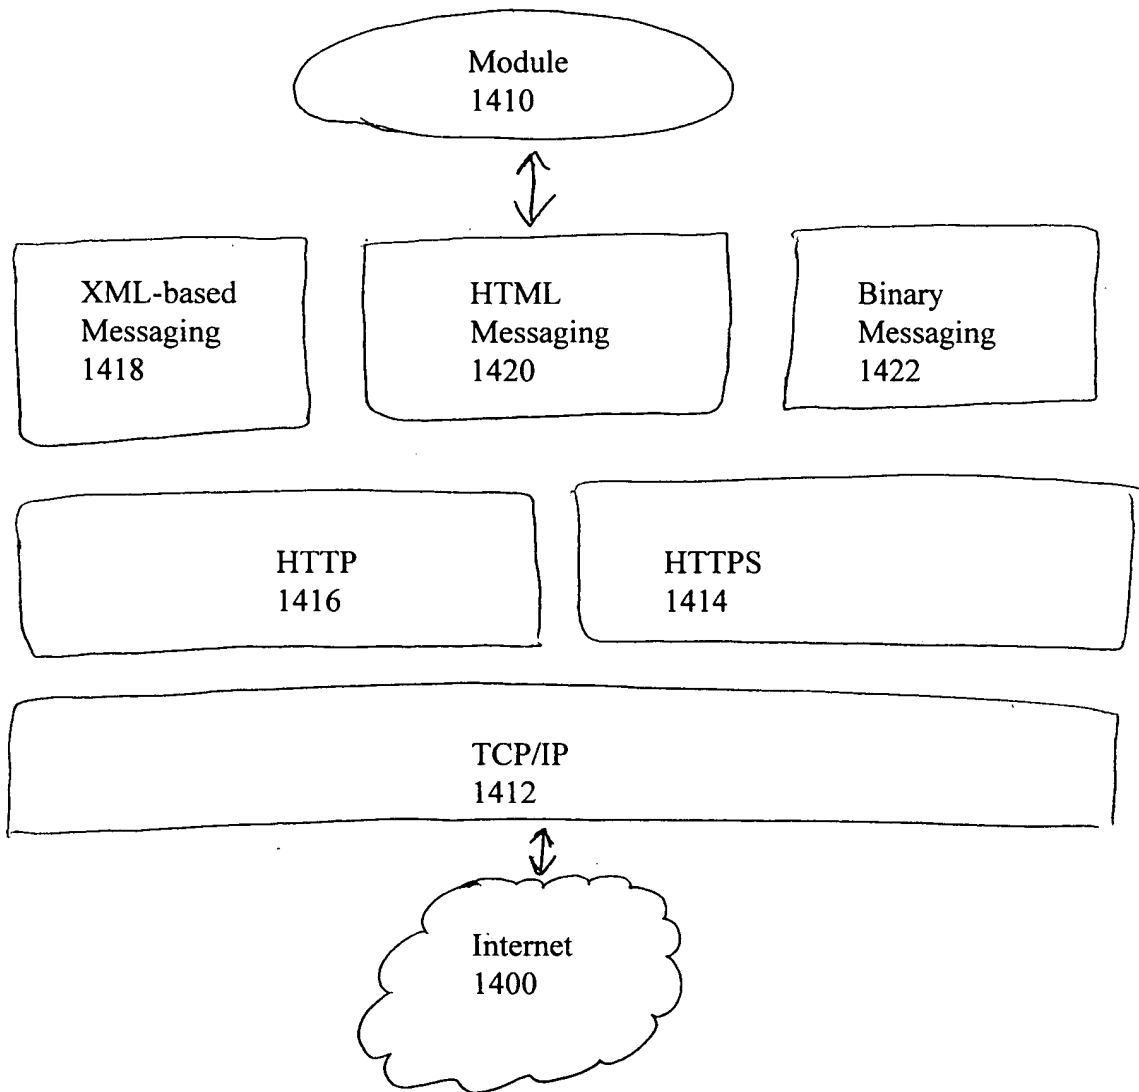 Module
1410
XML-based
Messaging
1418
HTML
Messaging
1420
Binary
Messaging
1422
HTTP
1416
HTTPS
1414
TCP/IP
1412
Internet
1400